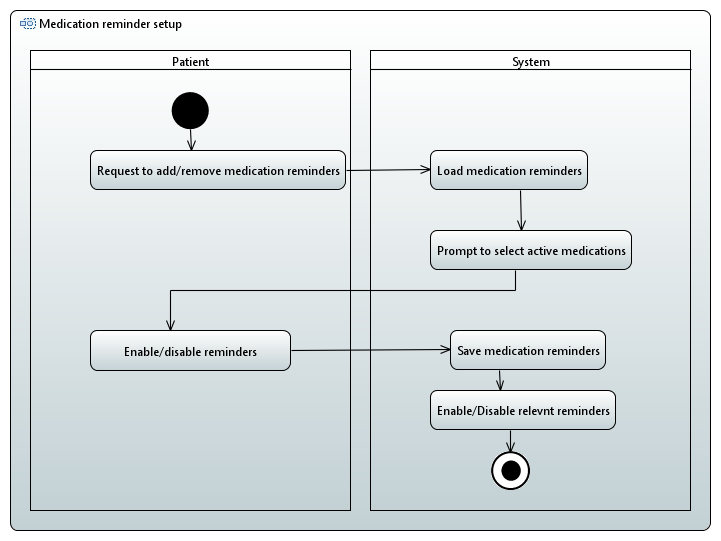 Medication reminder setup
Patient
System
Request to add/remove medication reminders
Load medication reminders
Prompt to select active medications
Enable/disable reminders
Save medication reminders
Enable/Disable relevnt reminders